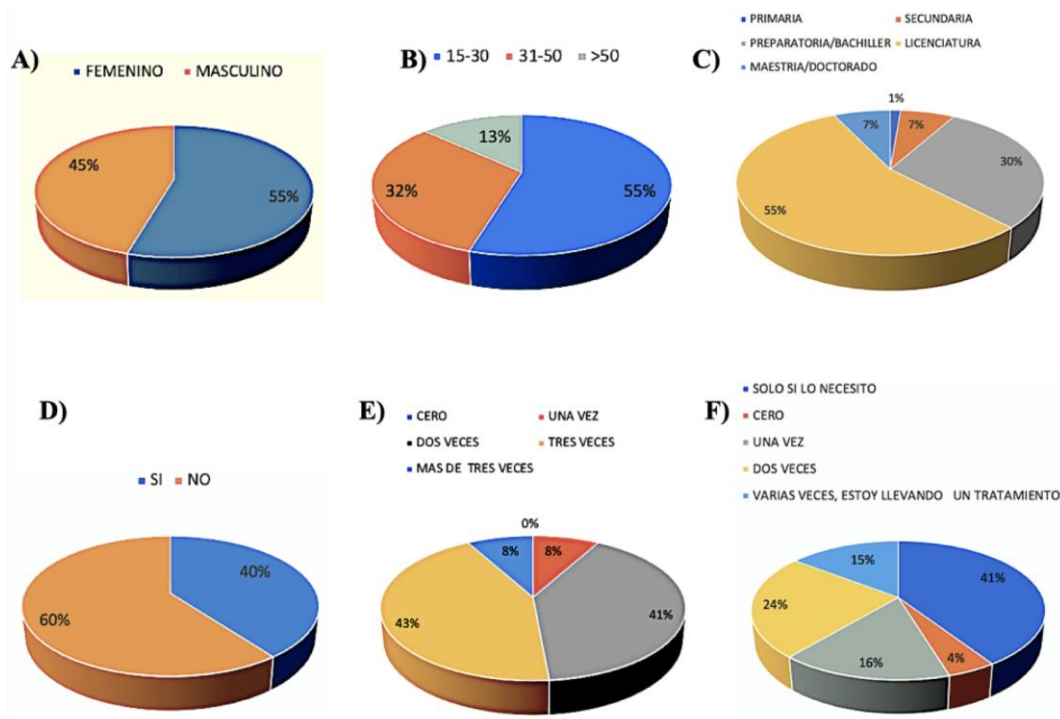 A)
FEMENINO MASCULINO
45%
55%
B)
15-30 31-50 >50
13%
32%
55%
C)
PRIMARIA SECUNDARIA
PREPARATORIA/BACHILLER LICENCIATURA
MAESTRIA/DOCTORADO
1%
7% 7%
30%
55%
D)
SI NO
40%
60%
E)
CERO UNA VEZ
DOS VECES TRES VECES
MAS DE TRES VECES
0%
8% 8%
43% 41%
F)
SOLO SI LO NECESITO
CERO
UNA VEZ
DOS VECES
VARIAS VECES, ESTOY LLEVANDO UN TRATAMIENTO
15%
41%
24%
16% 4%